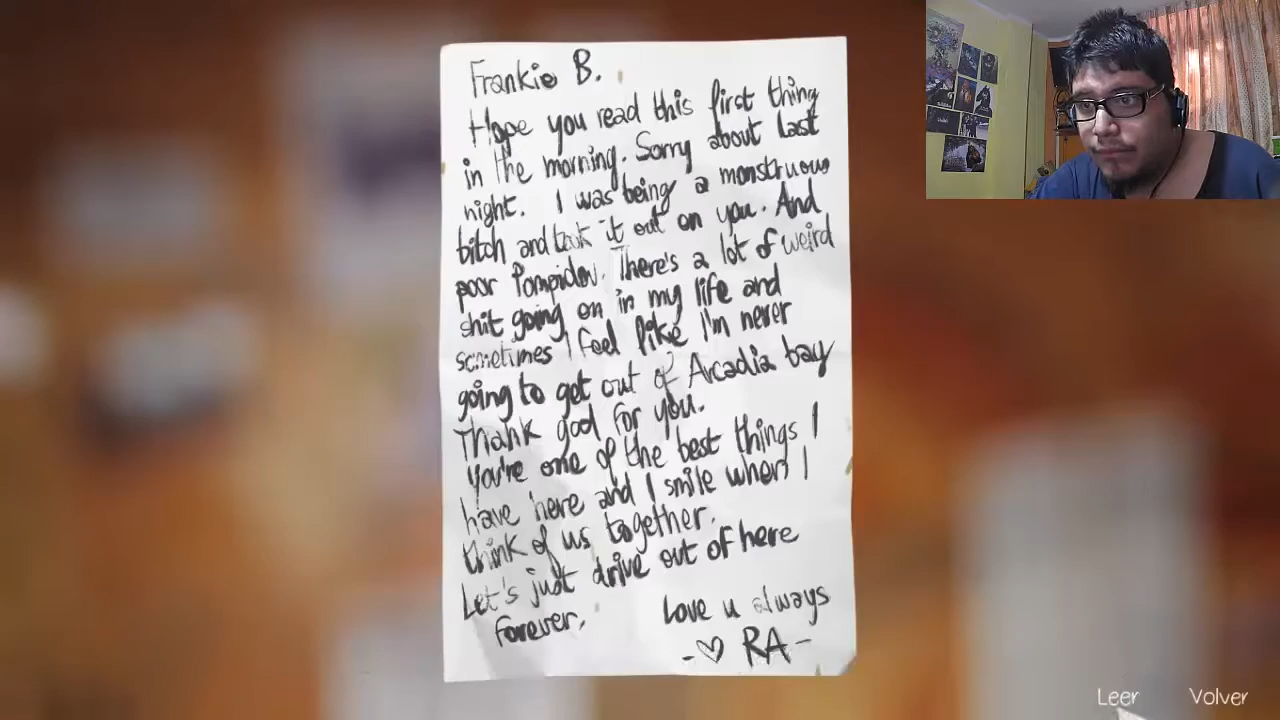 Frankie B.
Hope you read this first thing
in the morning. Sorry about Last
night. I was being a monstruous
bitch and took it out on you. And
poor Pompidou. There's a lot of weird
shit going on in my life and
sometimes I feel like I'm never
going to get out of Arcadia bay
Thank god for you.
You're one of the best things I
have here and I smile when I
think of us together.
Let's just drive out of here
forever.
Love u always
-♡ RA-
Leer Volver